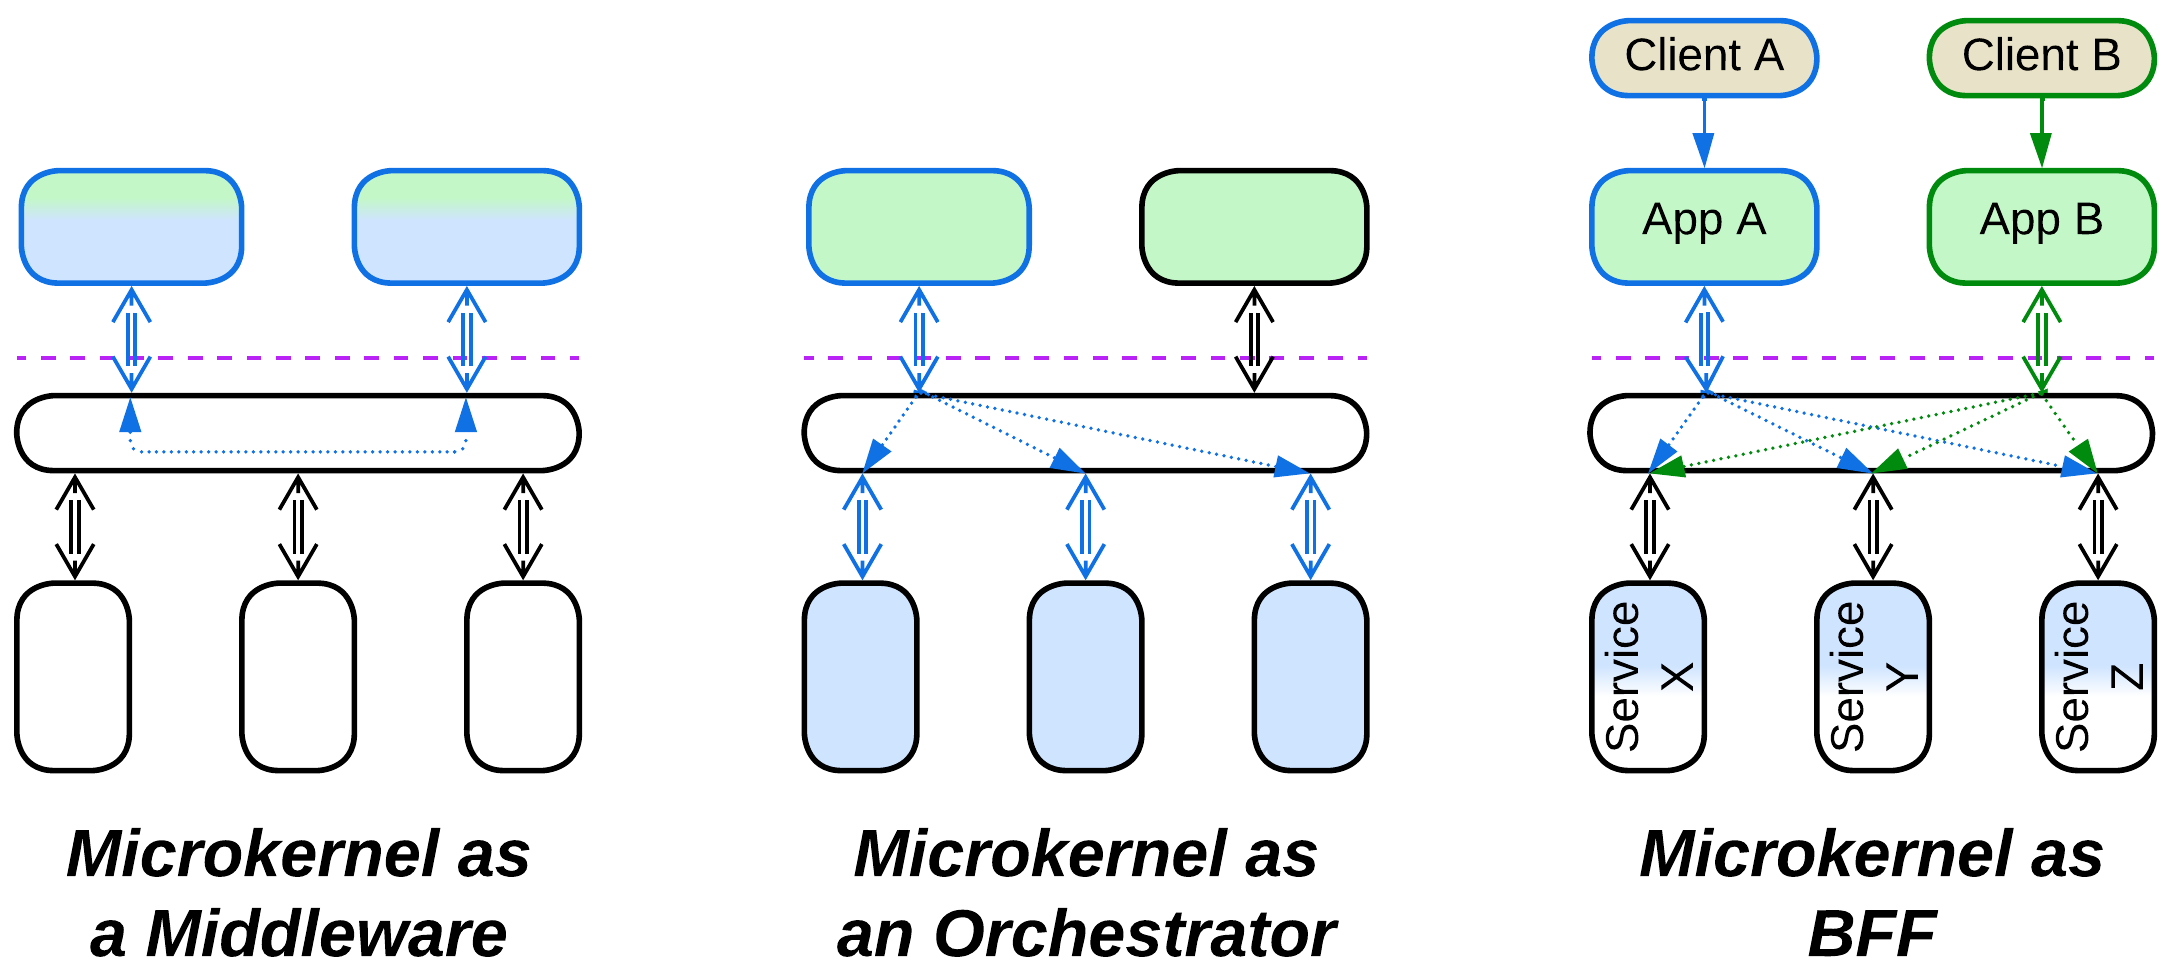 Client A
Client B
App A
App B
Service
X
Service
Y
Service
Z
Microkernel as
a Middleware
Microkernel as
an Orchestrator
Microkernel as
BFF